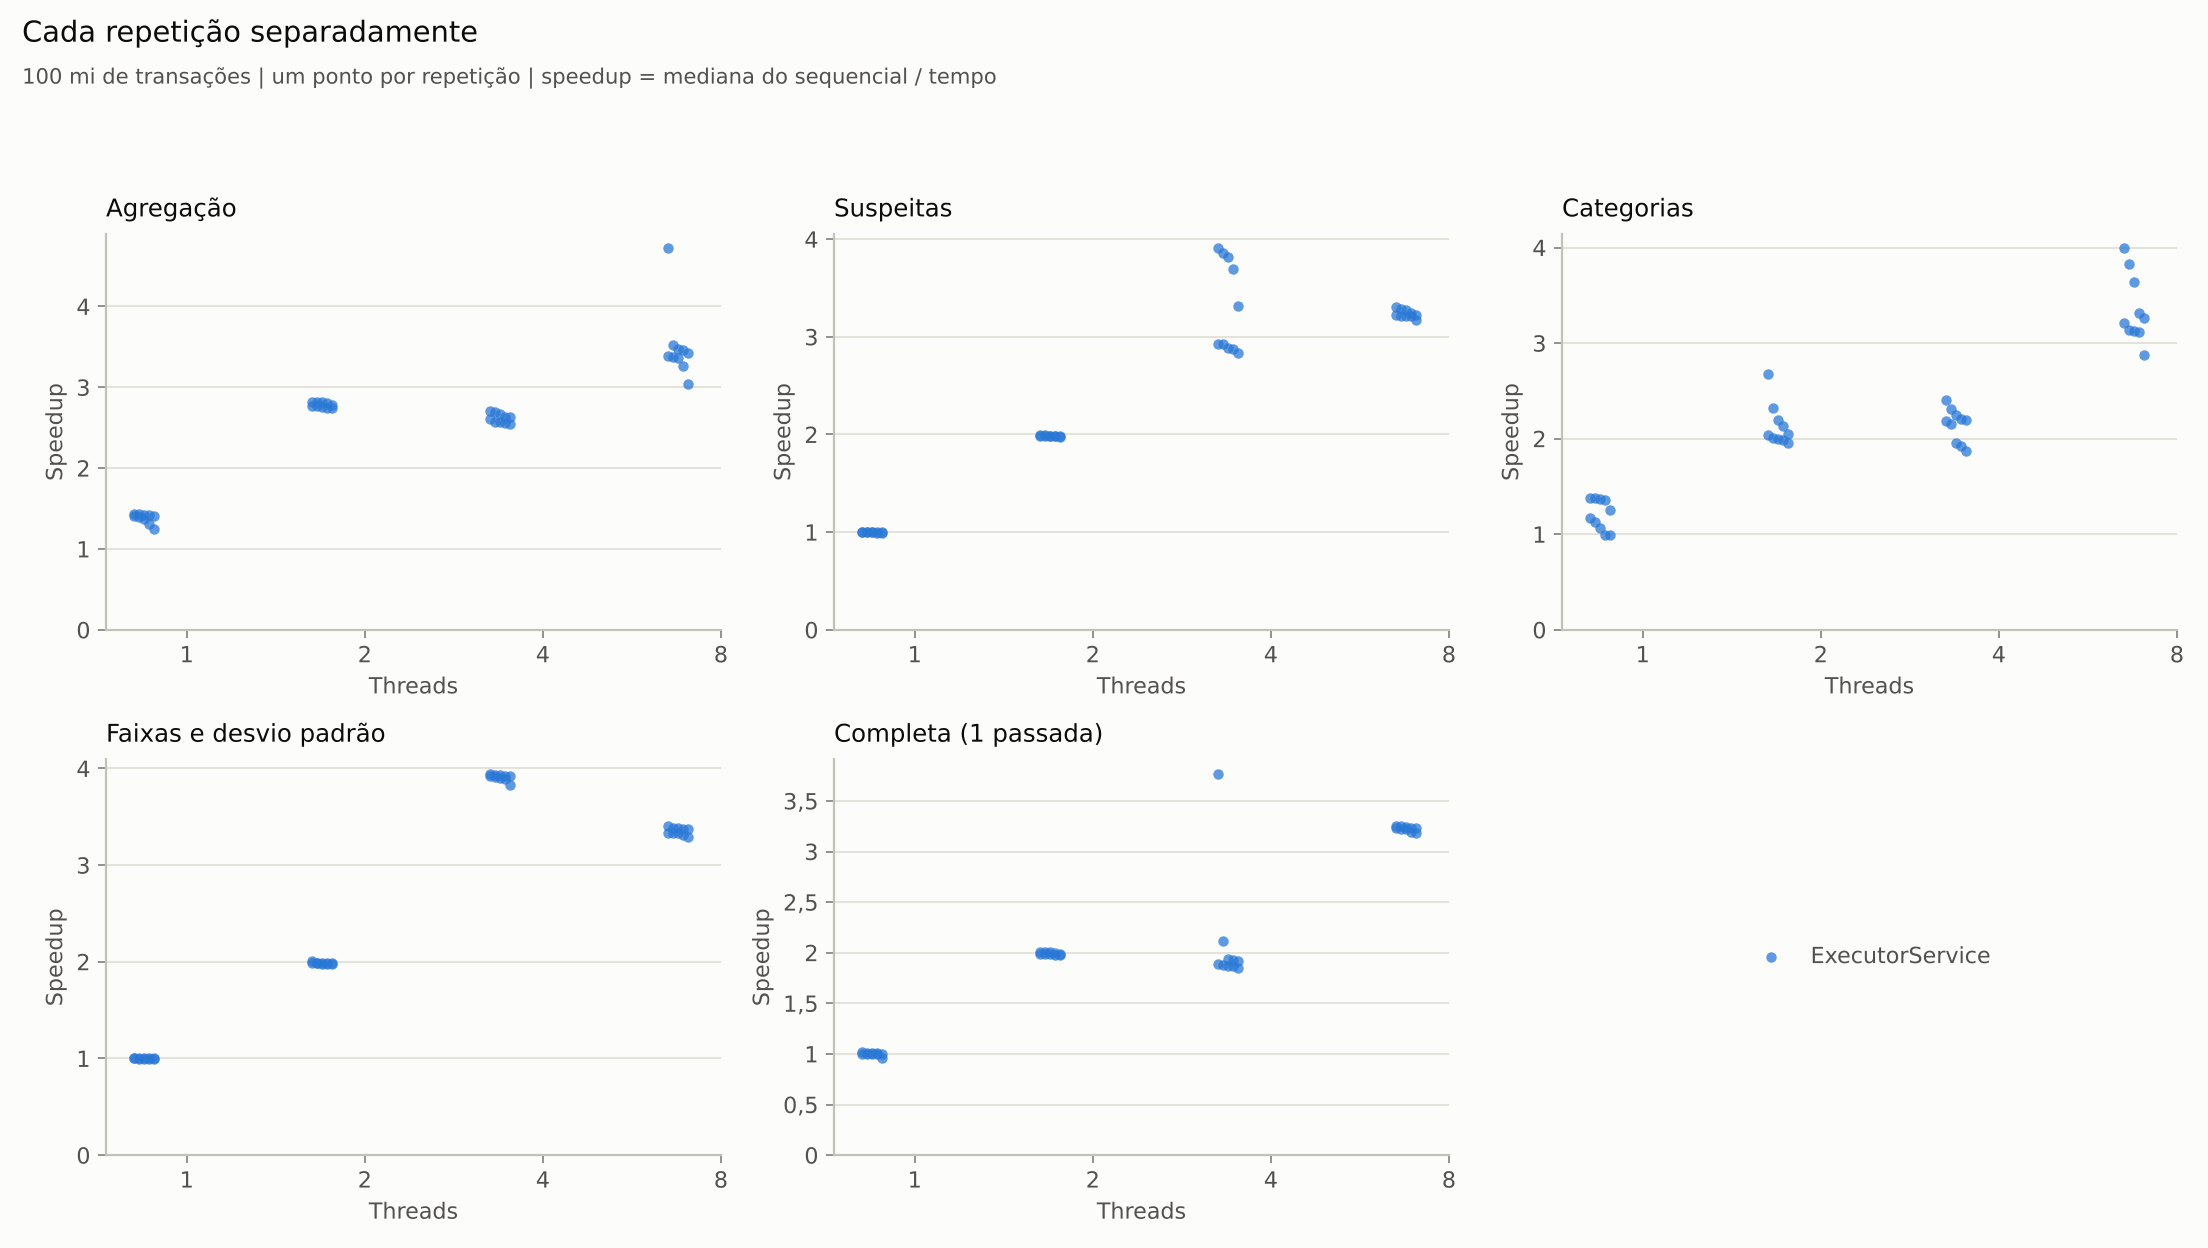 Cada repetição separadamente
100 mi de transações | um ponto por repetição | speedup = mediana do sequencial / tempo
Agregação
Speedup
4
3
2
1
0
1 2 4 8
Threads
Suspeitas
Speedup
4
3
2
1
0
1 2 4 8
Threads
Categorias
Speedup
4
3
2
1
0
1 2 4 8
Threads
Faixas e desvio padrão
Speedup
4
3
2
1
0
1 2 4 8
Threads
Completa (1 passada)
Speedup
3,5
3
2,5
2
1,5
1
0,5
0
1 2 4 8
Threads
ExecutorService